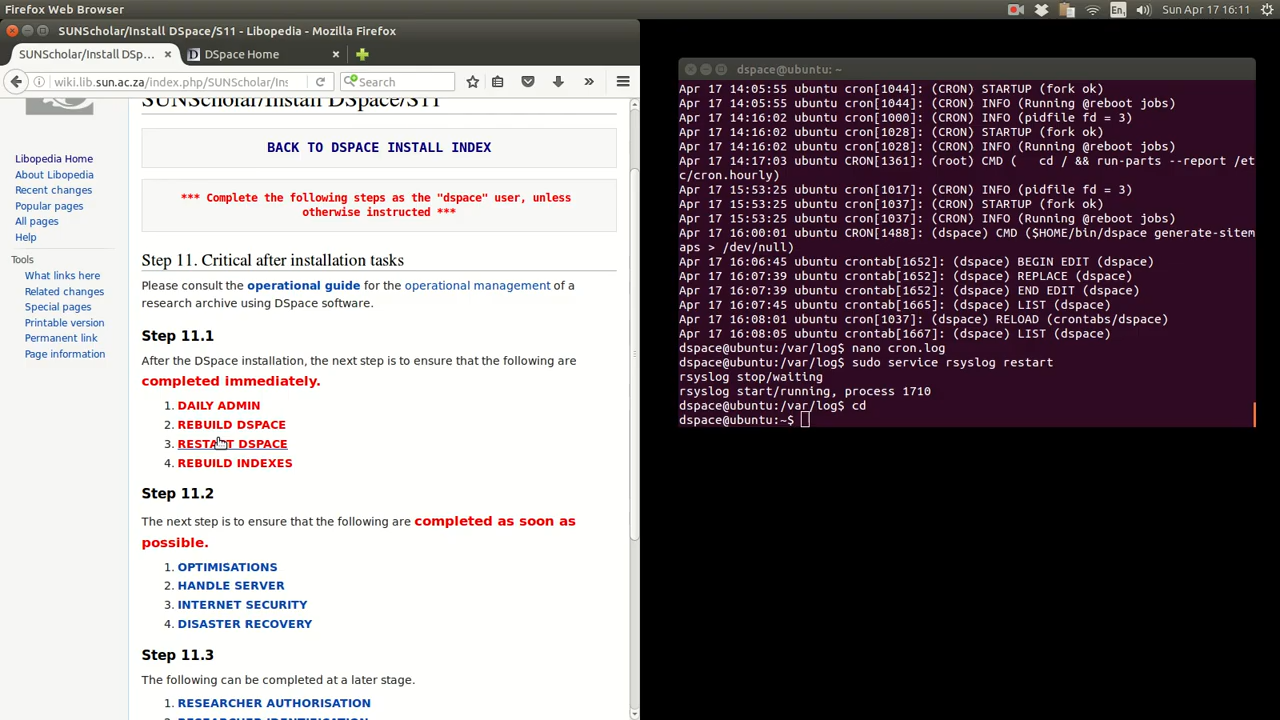 Firefox Web Browser
En
Sun Apr 17 16:11
SUNScholar/Install DSpace/S11 - Libopedia - Mozilla Firefox
SUNScholar/Install DSp... ×
DSpace Home ×
wiki.lib.sun.ac.za/index.php/SUNScholar/Ins
Search
SUNScholar/Install DSpace/S11
BACK TO DSPACE INSTALL INDEX
*** Complete the following steps as the "dspace" user, unless
otherwise instructed ***
Libopedia Home
About Libopedia
Recent changes
Popular pages
All pages
Help
Tools
What links here
Related changes
Special pages
Printable version
Permanent link
Page information
Step 11. Critical after installation tasks
Please consult the operational guide for the operational management of a
research archive using DSpace software.
Step 11.1
After the DSpace installation, the next step is to ensure that the following are
completed immediately.
1. DAILY ADMIN
2. REBUILD DSPACE
3. RESTART DSPACE
4. REBUILD INDEXES
Step 11.2
The next step is to ensure that the following are completed as soon as
possible.
1. OPTIMISATIONS
2. HANDLE SERVER
3. INTERNET SECURITY
4. DISASTER RECOVERY
Step 11.3
The following can be completed at a later stage.
1. RESEARCHER AUTHORISATION
2. RESEARCHER IDENTIFICATION
dspace@ubuntu: ~
Apr 17 14:05:55 ubuntu cron[1044]: (CRON) STARTUP (fork ok)
Apr 17 14:05:55 ubuntu cron[1044]: (CRON) INFO (Running @reboot jobs)
Apr 17 14:16:02 ubuntu cron[1000]: (CRON) INFO (pidfile fd = 3)
Apr 17 14:16:02 ubuntu cron[1028]: (CRON) STARTUP (fork ok)
Apr 17 14:16:02 ubuntu cron[1028]: (CRON) INFO (Running @reboot jobs)
Apr 17 14:17:03 ubuntu CRON[1361]: (root) CMD (   cd / && run-parts --report /et
c/cron.hourly)
Apr 17 15:53:25 ubuntu cron[1017]: (CRON) INFO (pidfile fd = 3)
Apr 17 15:53:25 ubuntu cron[1037]: (CRON) STARTUP (fork ok)
Apr 17 15:53:25 ubuntu cron[1037]: (CRON) INFO (Running @reboot jobs)
Apr 17 16:00:01 ubuntu CRON[1488]: (dspace) CMD ($HOME/bin/dspace generate-sitem
aps > /dev/null)
Apr 17 16:06:45 ubuntu crontab[1652]: (dspace) BEGIN EDIT (dspace)
Apr 17 16:07:39 ubuntu crontab[1652]: (dspace) REPLACE (dspace)
Apr 17 16:07:39 ubuntu crontab[1652]: (dspace) END EDIT (dspace)
Apr 17 16:07:45 ubuntu crontab[1665]: (dspace) LIST (dspace)
Apr 17 16:08:01 ubuntu cron[1037]: (dspace) RELOAD (crontabs/dspace)
Apr 17 16:08:05 ubuntu crontab[1667]: (dspace) LIST (dspace)
dspace@ubuntu:/var/log$ nano cron.log
dspace@ubuntu:/var/log$ sudo service rsyslog restart
rsyslog stop/waiting
rsyslog start/running, process 1710
dspace@ubuntu:/var/log$ cd
dspace@ubuntu:~$